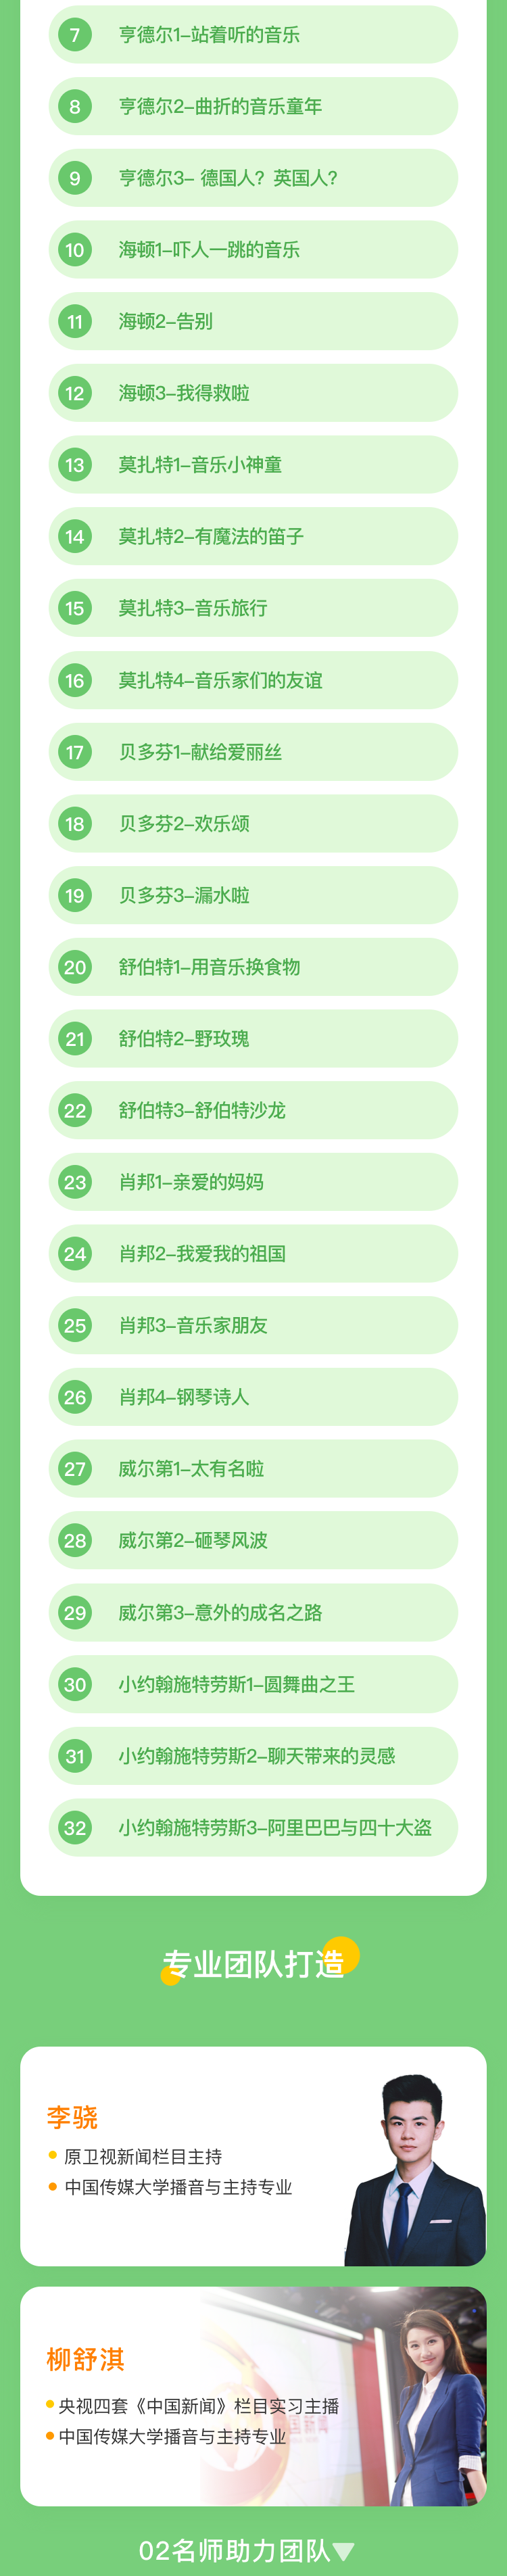 7 亨德尔1–站着听的音乐
8 亨德尔2–曲折的音乐童年
9 亨德尔3– 德国人？英国人？
10 海顿1–吓人一跳的音乐
11 海顿2–告别
12 海顿3–我得救啦
13 莫扎特1–音乐小神童
14 莫扎特2–有魔法的笛子
15 莫扎特3–音乐旅行
16 莫扎特4–音乐家们的友谊
17 贝多芬1–献给爱丽丝
18 贝多芬2–欢乐颂
19 贝多芬3–漏水啦
20 舒伯特1–用音乐换食物
21 舒伯特2–野玫瑰
22 舒伯特3–舒伯特沙龙
23 肖邦1–亲爱的妈妈
24 肖邦2–我爱我的祖国
25 肖邦3–音乐家朋友
26 肖邦4–钢琴诗人
27 威尔第1–太有名啦
28 威尔第2–砸琴风波
29 威尔第3–意外的成名之路
30 小约翰施特劳斯1–圆舞曲之王
31 小约翰施特劳斯2–聊天带来的灵感
32 小约翰施特劳斯3–阿里巴巴与四十大盗
专业团队打造
李骁
原卫视新闻栏目主持
中国传媒大学播音与主持专业
柳舒淇
央视四套《中国新闻》栏目实习主播
中国传媒大学播音与主持专业
02名师助力团队